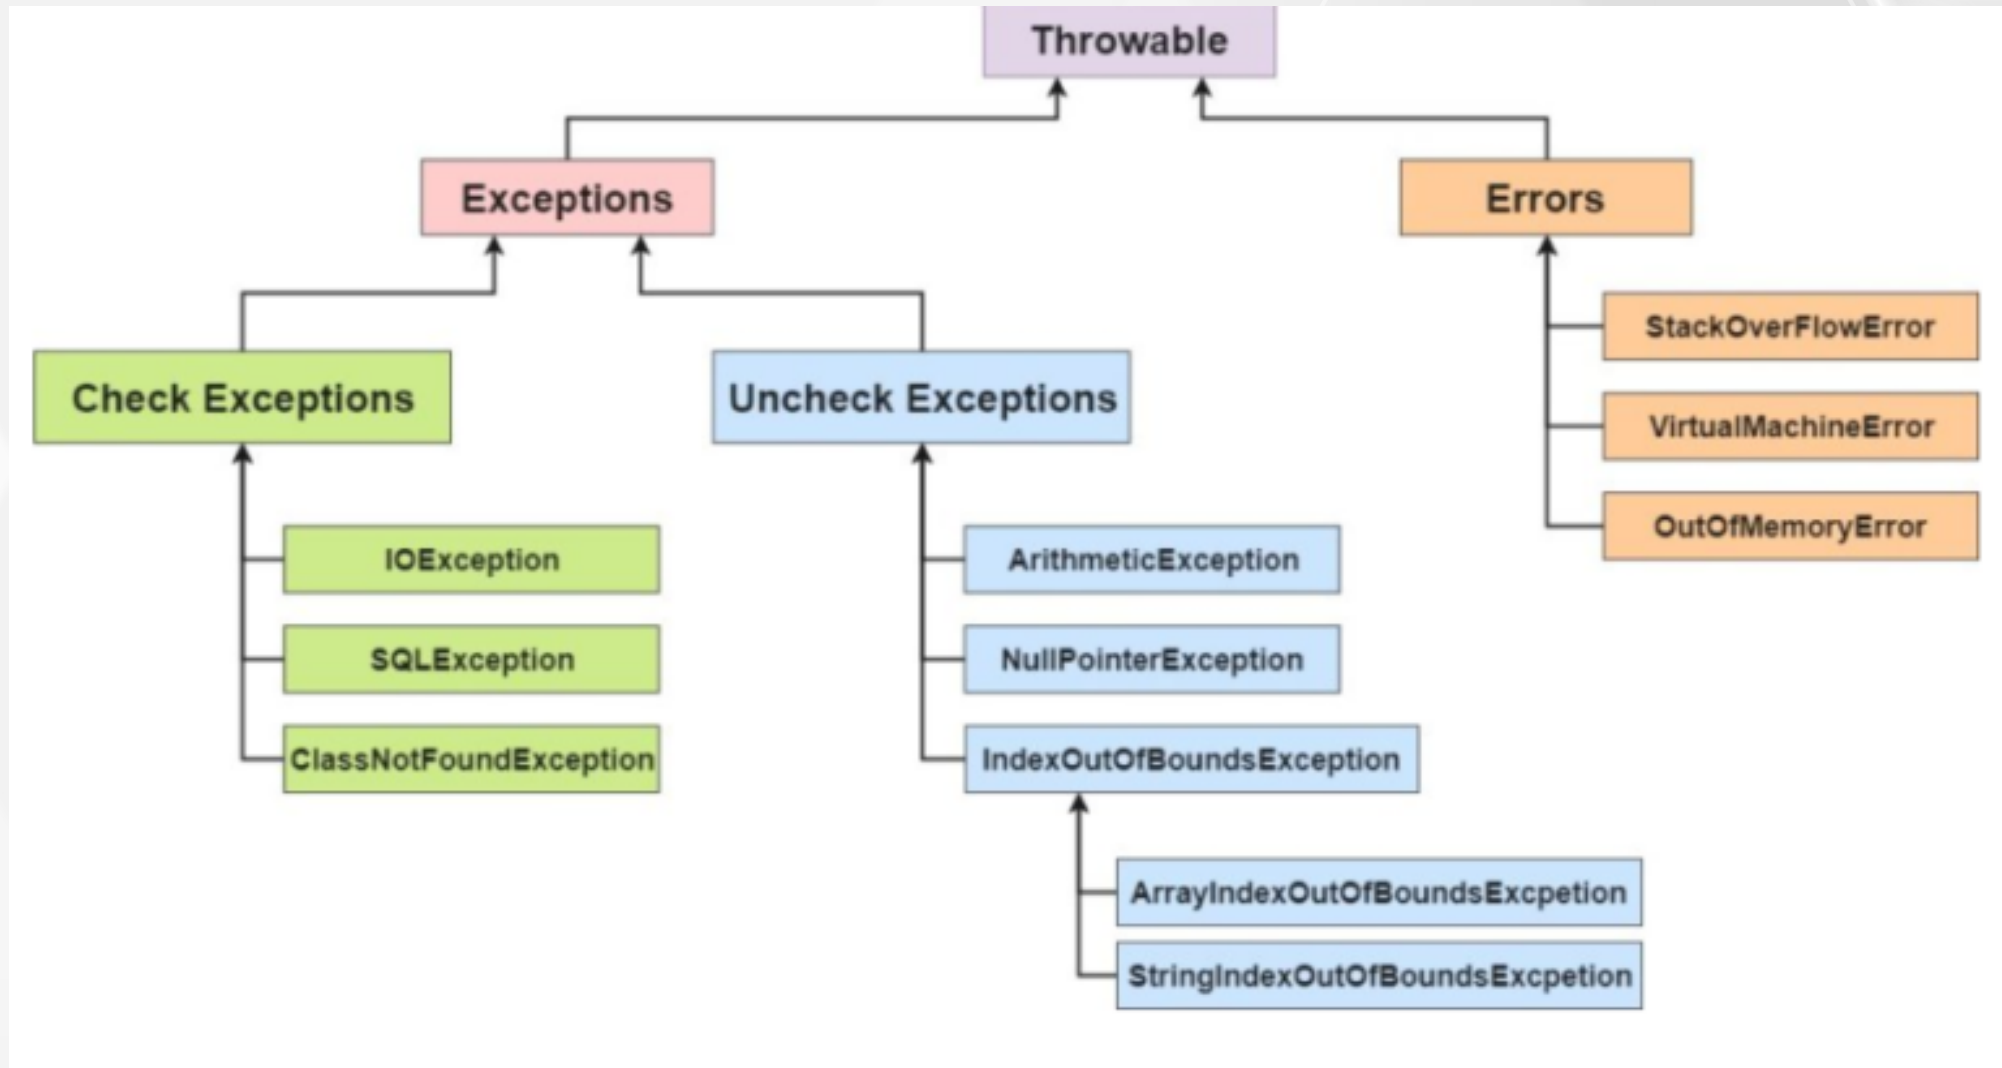 Throwable
Exceptions
Errors
Check Exceptions
Uncheck Exceptions
IOException
SQLException
ClassNotFoundException
ArithmeticException
NullPointerException
IndexOutOfBoundsException
ArrayIndexOutOfBoundsExcpetion
StringIndexOutOfBoundsExcpetion
StackOverFlowError
VirtualMachineError
OutOfMemoryError